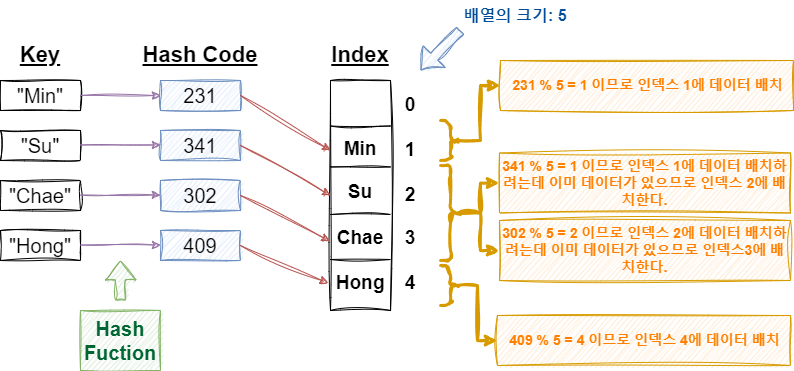 배열의 크기: 5
Key
Hash Code
Index
"Min"
231
0
231 % 5 = 1 이므로 인덱스 1에 데이터 배치
"Su"
341
Min
1
341 % 5 = 1 이므로 인덱스 1에 데이터 배치하
려는데 이미 데이터가 있으므로 인덱스 2에 배
치한다.
"Chae"
302
Su
2
302 % 5 = 2 이므로 인덱스 2에 데이터 배치하
려는데 이미 데이터가 있으므로 인덱스3에 배
치한다.
"Hong"
409
Chae
3
Hong
4
409 % 5 = 4 이므로 인덱스 4에 데이터 배치
Hash
Fuction